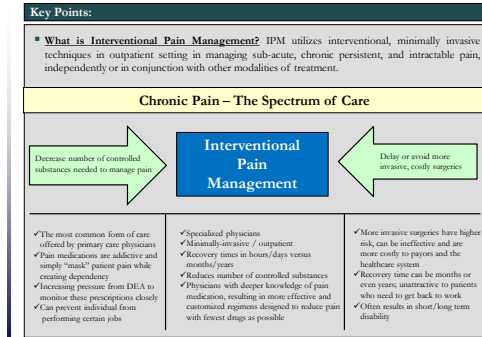 Key Points:
▪ What is Interventional Pain Management? IPM utilizes interventional, minimally invasive
techniques in outpatient setting in managing sub-acute, chronic persistent, and intractable pain,
independently or in conjunction with other modalities of treatment.
Chronic Pain – The Spectrum of Care
Decrease number of controlled
substances needed to manage pain
Interventional
Pain
Management
Delay or avoid more
invasive, costly surgeries
✓The most common form of care
offered by primary care physicians
✓Pain medications are addictive and
simply “mask” patient pain while
creating dependency
✓Increasing pressure from DEA to
monitor these prescriptions closely
✓Can prevent individual from
performing certain jobs
✓Specialized physicians
✓Minimally-invasive / outpatient
✓Recovery times in hours/days versus
months/years
✓Reduces number of controlled substances
✓Physicians with deeper knowledge of pain
medication, resulting in more effective and
customized regimens designed to reduce pain
with fewest drugs as possible
✓More invasive surgeries have higher
risk, can be ineffective and are
more costly to payors and the
healthcare system
✓Recovery time can be months or
even years; unattractive to patients
who need to get back to work
✓Often results in short/long term
disability